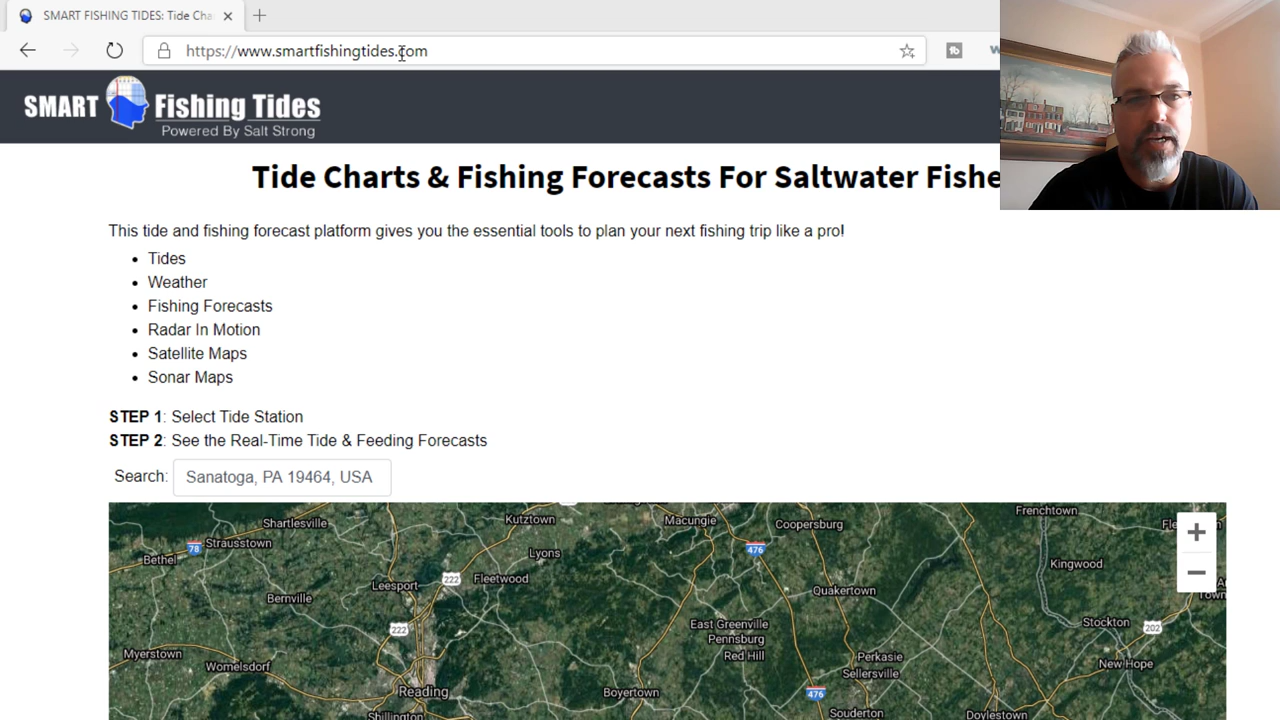 SMART FISHING TIDES: Tide Cha
https://www.smartfishingtides.com
SMART Fishing Tides
Powered By Salt Strong
Tide Charts & Fishing Forecasts For Saltwater Fishe
This tide and fishing forecast platform gives you the essential tools to plan your next fishing trip like a pro!
Tides
Weather
Fishing Forecasts
Radar In Motion
Satellite Maps
Sonar Maps
STEP 1: Select Tide Station
STEP 2: See the Real-Time Tide & Feeding Forecasts
Search: Sanatoga, PA 19464, USA
Shartlesville
Kutztown
Macungie
Coopersburg
Frenchtown
Bethel
78
Strausstown
Lyons
476
Kingwood
Leesport
222
Fleetwood
Quakertown
Bernville
222
East Greenville
Pennsburg
Red Hill
Stockton
202
Myerstown
Womelsdorf
Perkasie
Sellersville
New Hope
Reading
Boyertown
476
Shillington
Souderton
Doylestown